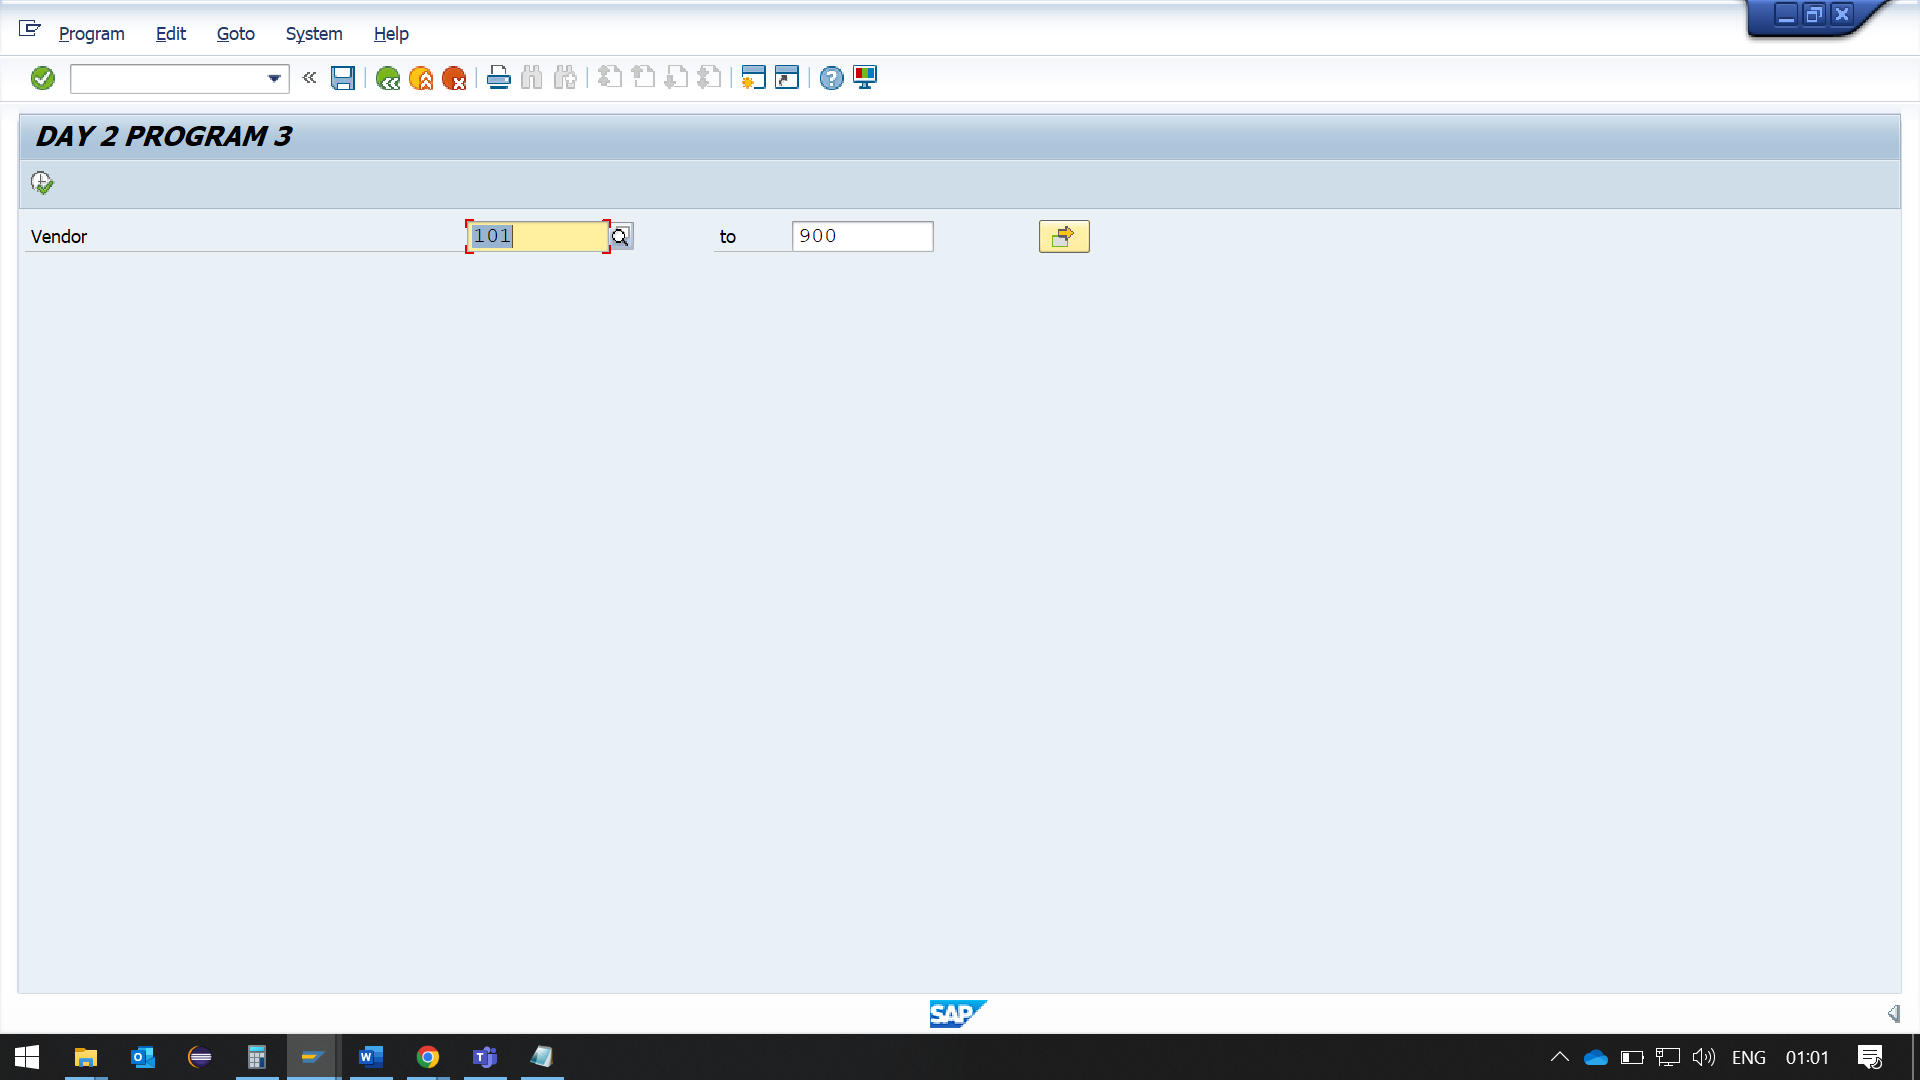 Program Edit Goto System Help
DAY 2 PROGRAM 3
Vendor 101 to 900
SAP
ENG 01:01